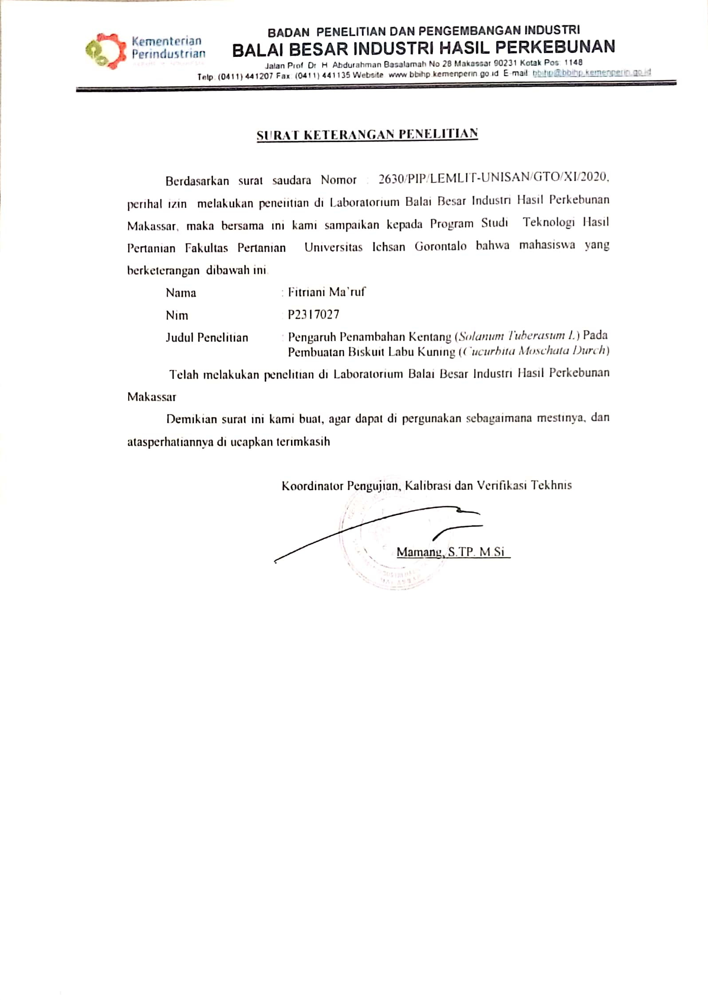 Kementerian
Perindustrian
BADAN PENELITIAN DAN PENGEMBANGAN INDUSTRI
BALAI BESAR INDUSTRI HASIL PERKEBUNAN
Jalan Prof Dr H Abdurahman Basalamah No 28 Makassar 90231 Kotak Pos: 1148
Telp. (0411) 441207 Fax: (0411) 441135 Website www.bbihp.kemenperin.go.id E-mail: bbihp@bbihp.kemenperin.go.id
SURAT KETERANGAN PENELITIAN
Berdasarkan surat saudara Nomor : 2630/PIP/LEMLIT-UNISAN/GTO/XI/2020,
perihal izin melakukan peneiitian di Laboratorium Balai Besar Industri Hasil Perkebunan
Makassar, maka bersama ini kami sampaikan kepada Program Studi Teknologi Hasil
Pertanian Fakultas Pertanian Universitas Ichsan Gorontalo bahwa mahasiswa yang
berketerangan dibawah ini.
Nama : Fitriani Ma`ruf
Nim : P2317027
Judul Penelitian : Pengaruh Penambahan Kentang (Solanum Tuberasum L) Pada
Pembuatan Biskuit Labu Kuning (Cucurbita Moschata Durch)
Telah melakukan penelitian di Laboratorium Balai Besar Industri Hasil Perkebunan
Makassar
Demikian surat ini kami buat, agar dapat di pergunakan sebagaimana mestinya, dan
atasperhatiannya di ucapkan terimkasih
Koordinator Pengujian, Kalibrasi dan Verifikasi Tekhnis
Mamang, S.TP. M.Si
MAKASSAR